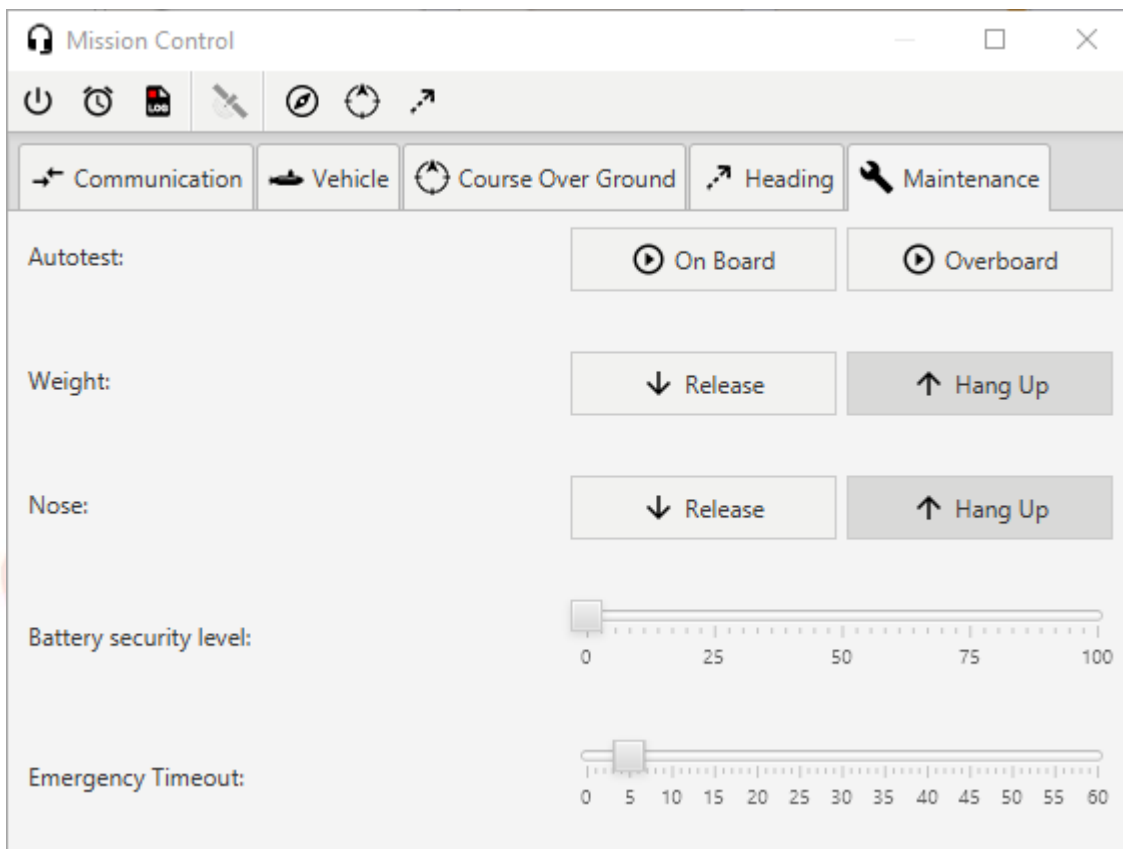 Mission Control
LOG
Communication Vehicle Course Over Ground Heading Maintenance
Autotest: On Board Overboard
Weight: Release Hang Up
Nose: Release Hang Up
Battery security level:
0 25 50 75 100
Emergency Timeout:
0 5 10 15 20 25 30 35 40 45 50 55 60